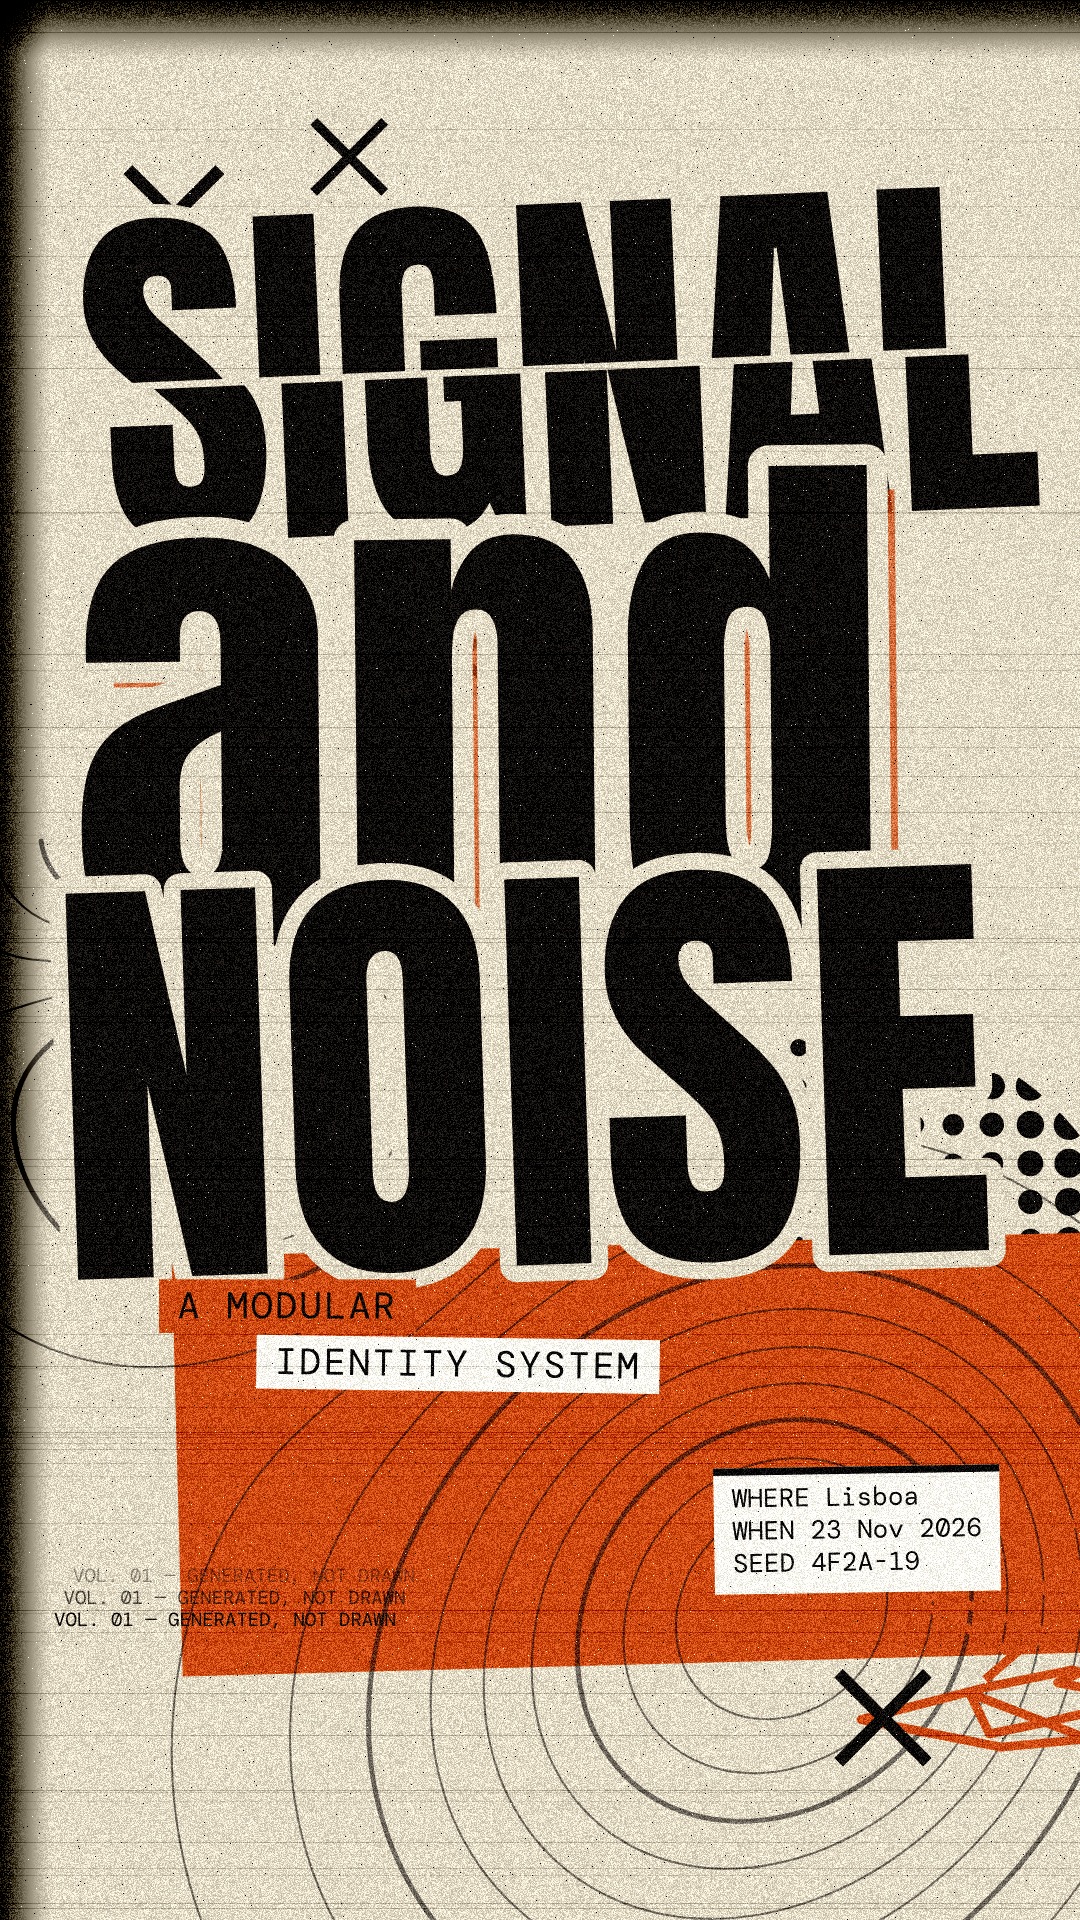 ŠIGNAL
and
NOISE
A MODULAR
IDENTITY SYSTEM
WHERE Lisboa
WHEN 23 Nov 2026
SEED 4F2A-19
VOL. 01 — GENERATED, NOT DRAWN
VOL. 01 — GENERATED, NOT DRAWN
VOL. 01 — GENERATED, NOT DRAWN